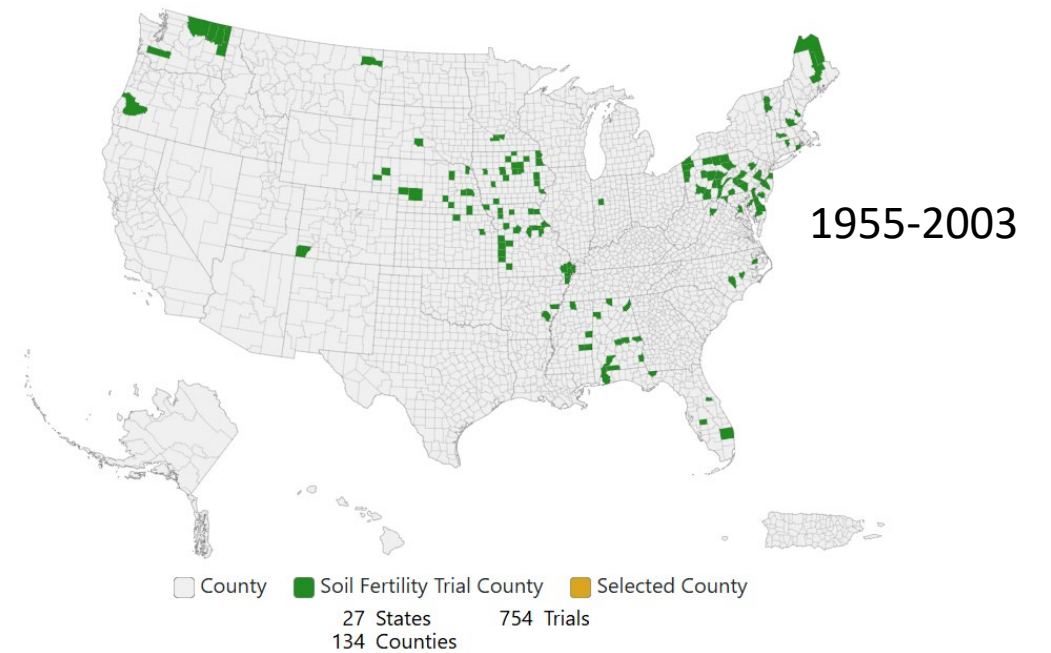 1955-2003
County Soil Fertility Trial County Selected County
27 States 754 Trials
134 Counties